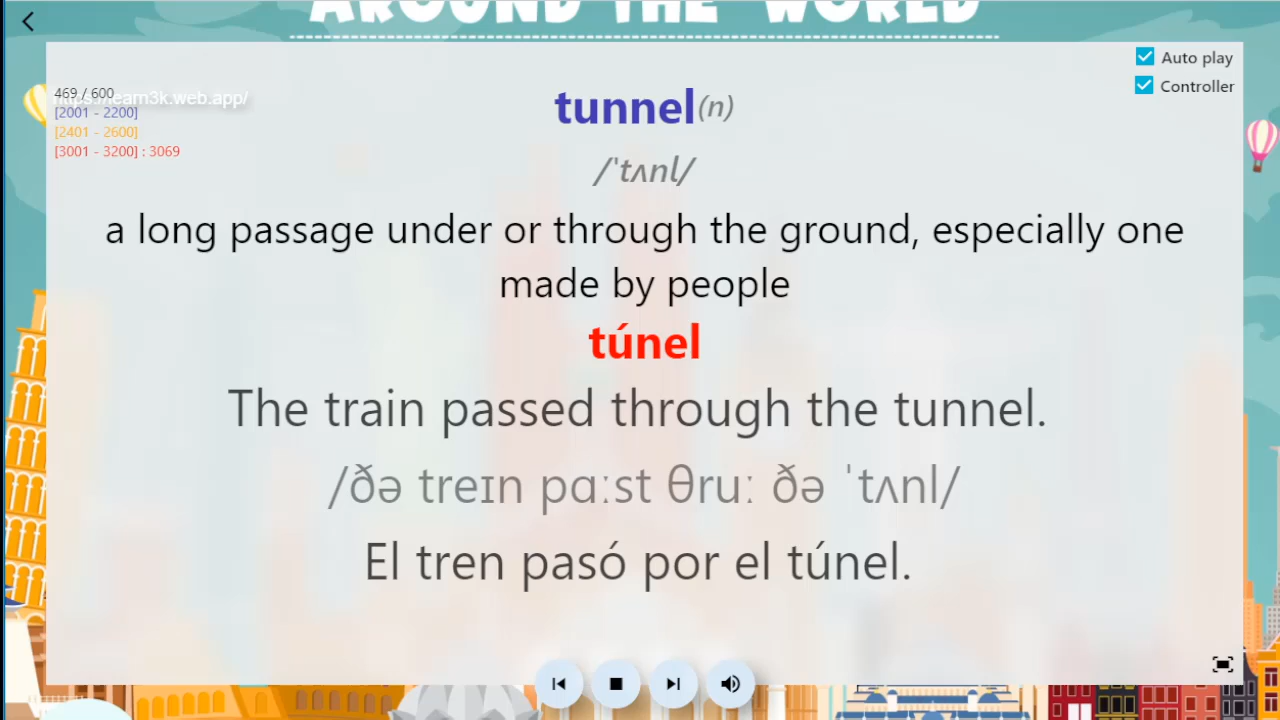 AROUND THE WORLD
Auto play
Controller
469 / 600
https://learn3k.web.app/
[2001 - 2200]
[2401 - 2600]
[3001 - 3200] : 3069
tunnel(n)
/ˈtʌnl/
a long passage under or through the ground, especially one
made by people
túnel
The train passed through the tunnel.
/ðə treɪn pɑːst θruː ðə ˈtʌnl/
El tren pasó por el túnel.